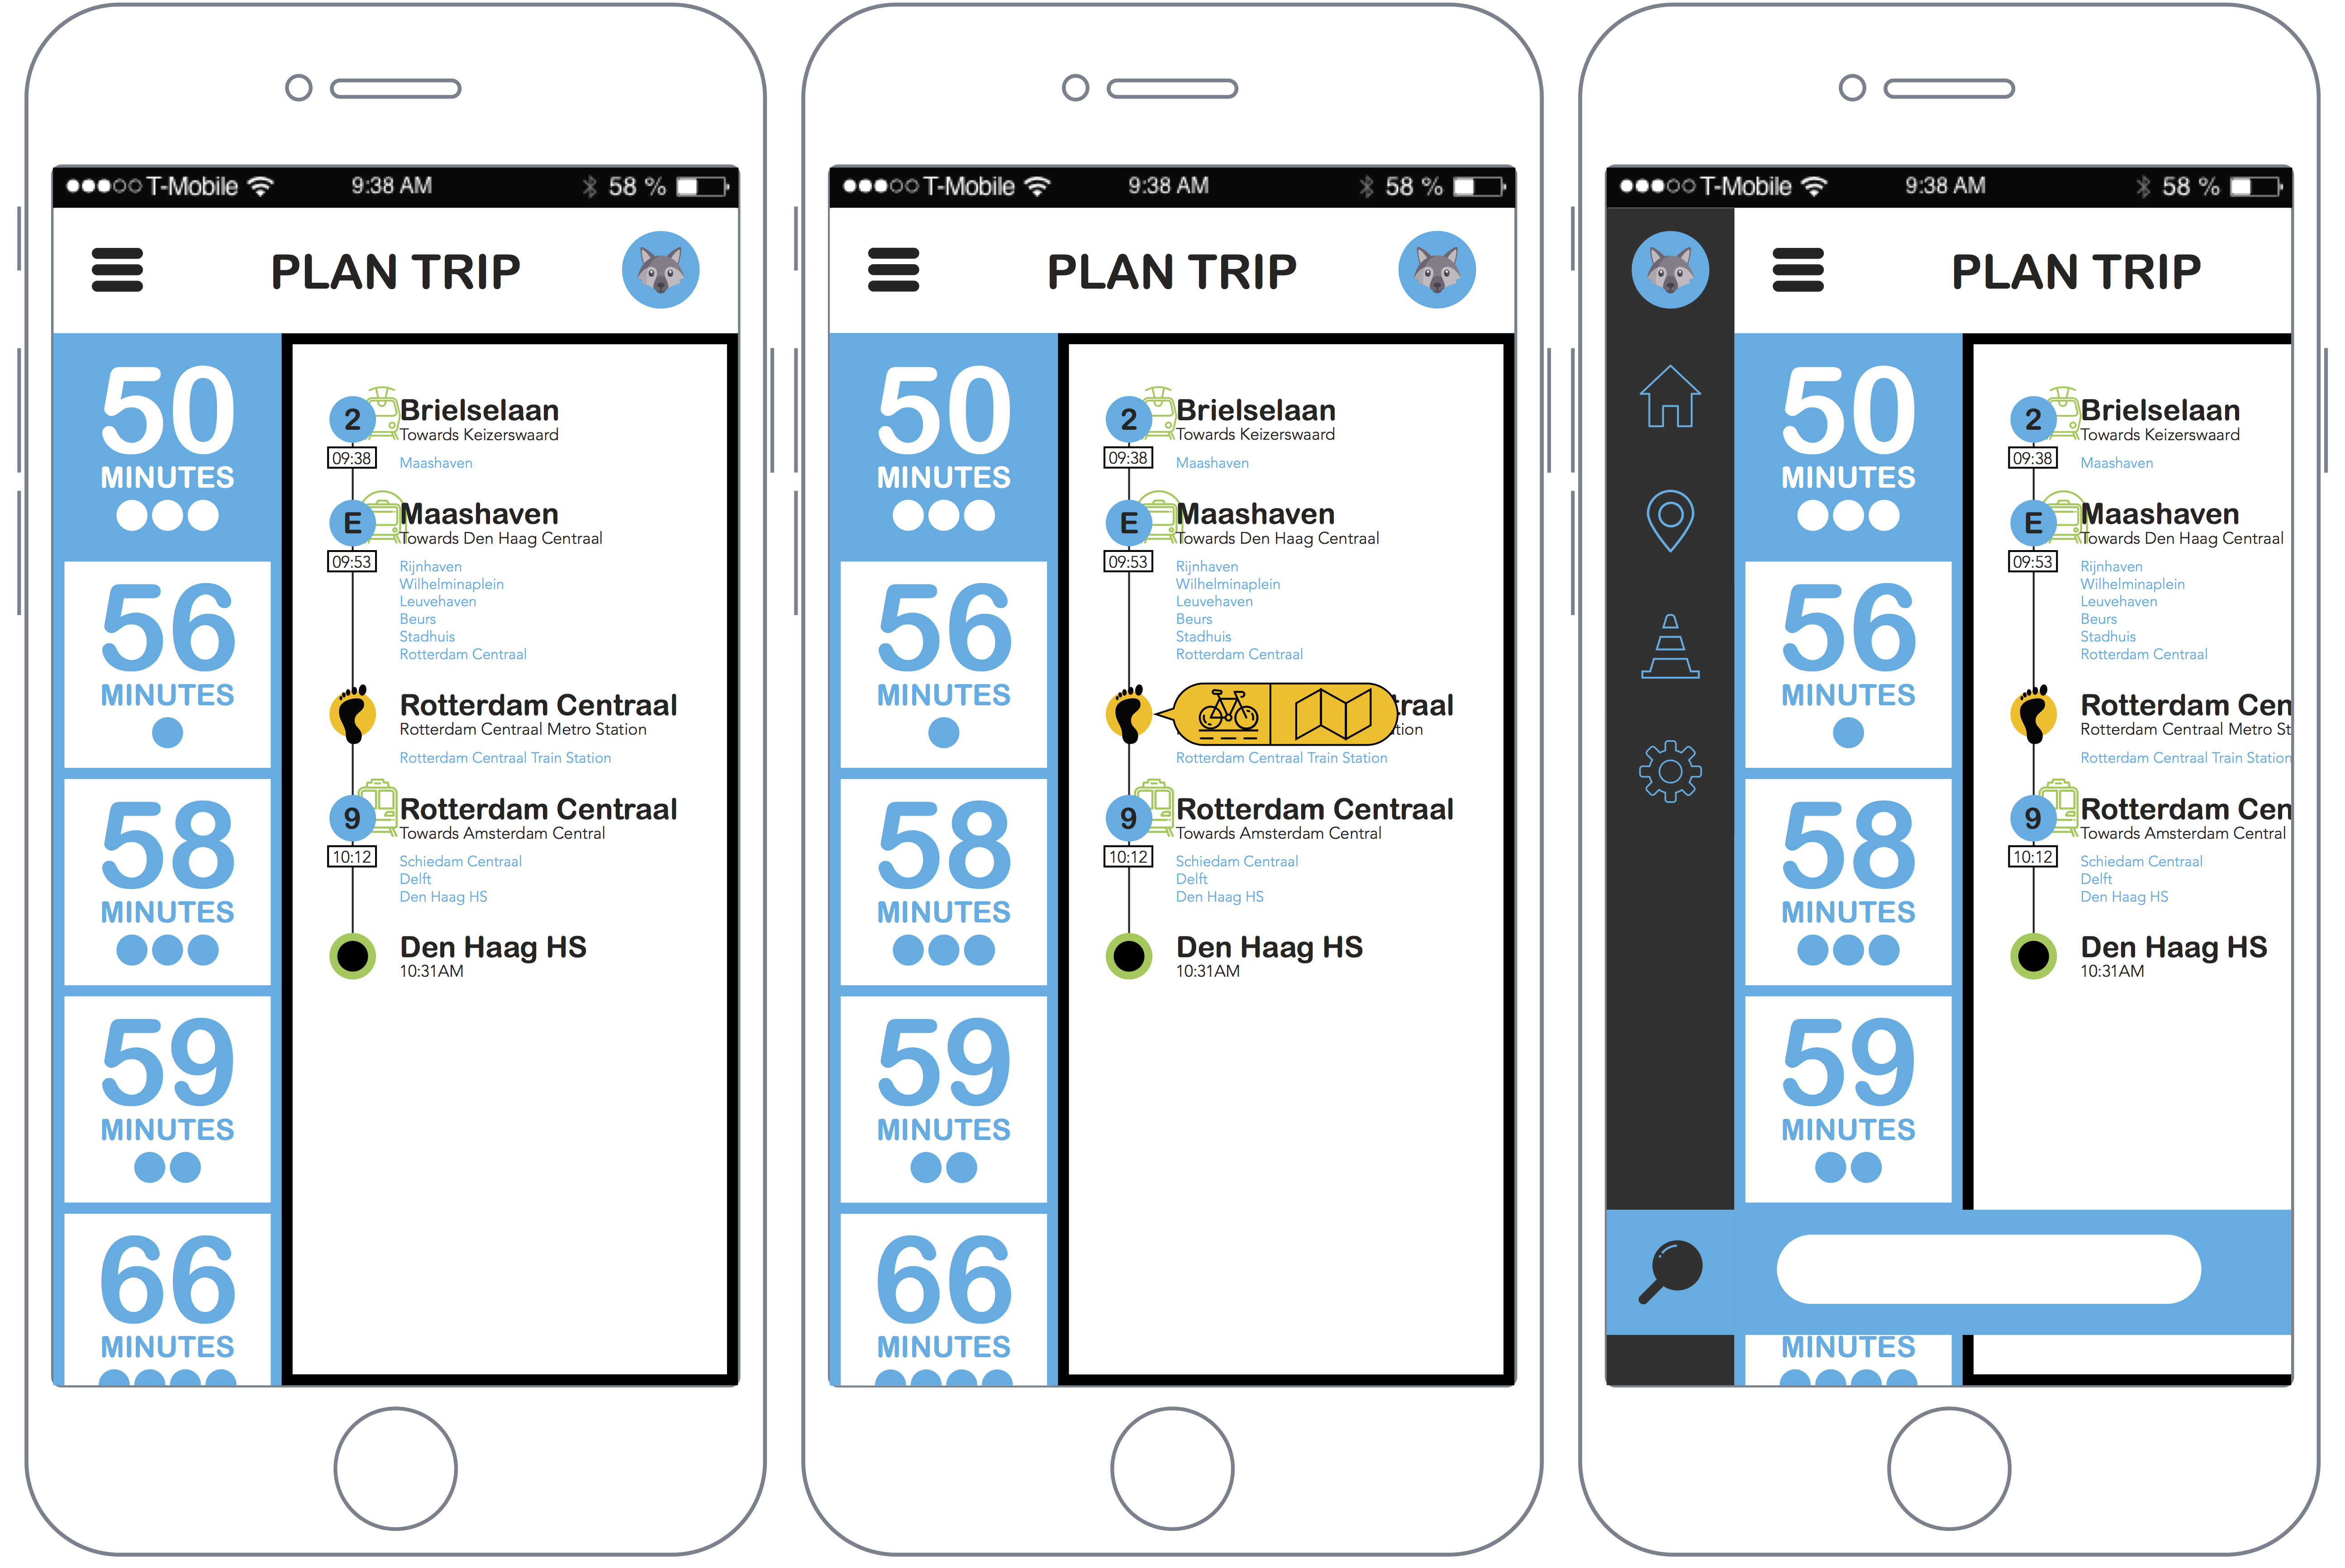 T-Mobile 9:38 AM 58 %
PLAN TRIP
50
MINUTES
56
MINUTES
58
MINUTES
59
MINUTES
66
MINUTES
2
Brielselaan
Towards Keizerswaard
09:38
Maashaven
E
Maashaven
Towards Den Haag Centraal
09:53
Rijnhaven
Wilhelminaplein
Leuvehaven
Beurs
Stadhuis
Rotterdam Centraal
Rotterdam Centraal
Rotterdam Centraal Metro Station
Rotterdam Centraal Train Station
9
Rotterdam Centraal
Towards Amsterdam Central
10:12
Schiedam Centraal
Delft
Den Haag HS
Den Haag HS
10:31AM
T-Mobile 9:38 AM 58 %
PLAN TRIP
50
MINUTES
56
MINUTES
58
MINUTES
59
MINUTES
66
MINUTES
2
Brielselaan
Towards Keizerswaard
09:38
Maashaven
E
Maashaven
Towards Den Haag Centraal
09:53
Rijnhaven
Wilhelminaplein
Leuvehaven
Beurs
Stadhuis
Rotterdam Centraal
traal
tion
Rotterdam Centraal Train Station
9
Rotterdam Centraal
Towards Amsterdam Central
10:12
Schiedam Centraal
Delft
Den Haag HS
Den Haag HS
10:31AM
T-Mobile 9:38 AM 58 %
PLAN TRIP
50
MINUTES
56
MINUTES
58
MINUTES
59
MINUTES
MINUTES
2
Brielselaan
Towards Keizerswaard
09:38
Maashaven
E
Maashaven
Towards Den Haag Centraal
09:53
Rijnhaven
Wilhelminaplein
Leuvehaven
Beurs
Stadhuis
Rotterdam Centraal
Rotterdam Cen
Rotterdam Centraal Metro St
Rotterdam Centraal Train Station
9
Rotterdam Cen
Towards Amsterdam Central
10:12
Schiedam Centraal
Delft
Den Haag HS
Den Haag HS
10:31AM